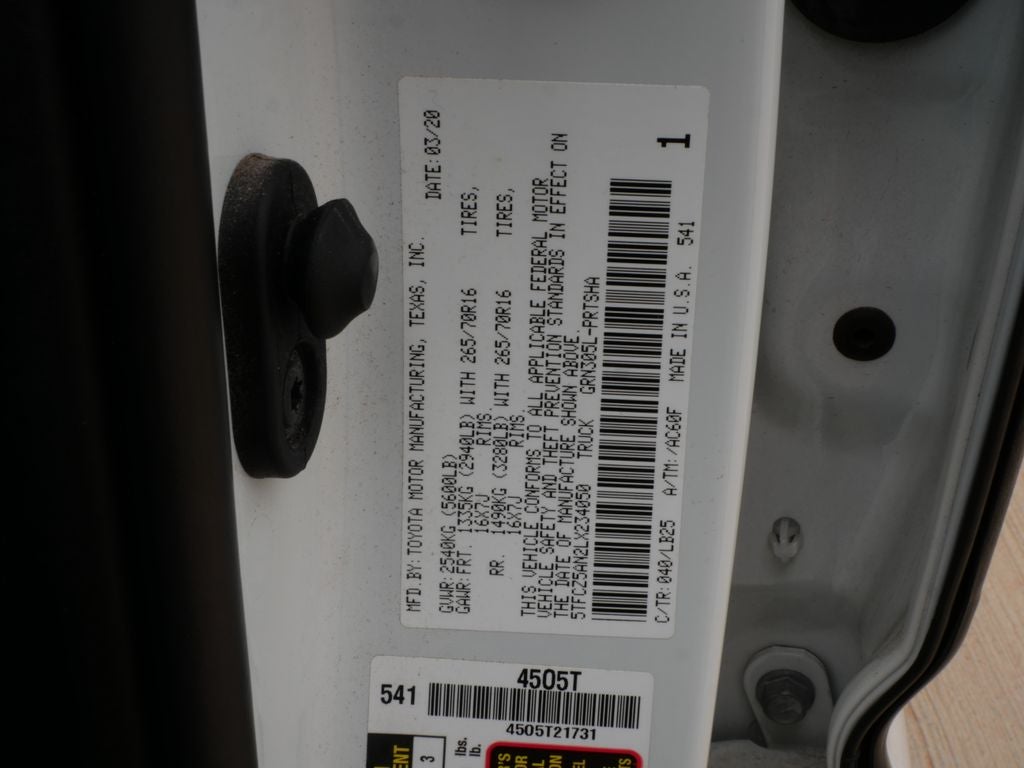 MFD BY: TOYOTA MOTOR MANUFACTURING, TEXAS, INC.
DATE: 03/20
GVWR: 2540KG (5600LB)
GAWR: FRT. 1335KG (2940LB) WITH 265/70R16 TIRES,
16X7J RIMS
RR. 1490KG (3280LB) WITH 265/70R16 TIRES,
16X7J RIMS
THIS VEHICLE CONFORMS TO ALL APPLICABLE FEDERAL MOTOR
VEHICLE SAFETY AND THEFT PREVENTION STANDARDS IN EFFECT ON
THE DATE OF MANUFACTURE SHOWN ABOVE.
5TFCZ5AN2LX234050 TRUCK GRN305L-PRTSHA
C/TR: 040/LB25 A/TM: /AC60F MADE IN U.S.A. 541
1
541
4505T
4505T21731
3
lbs.
lb.